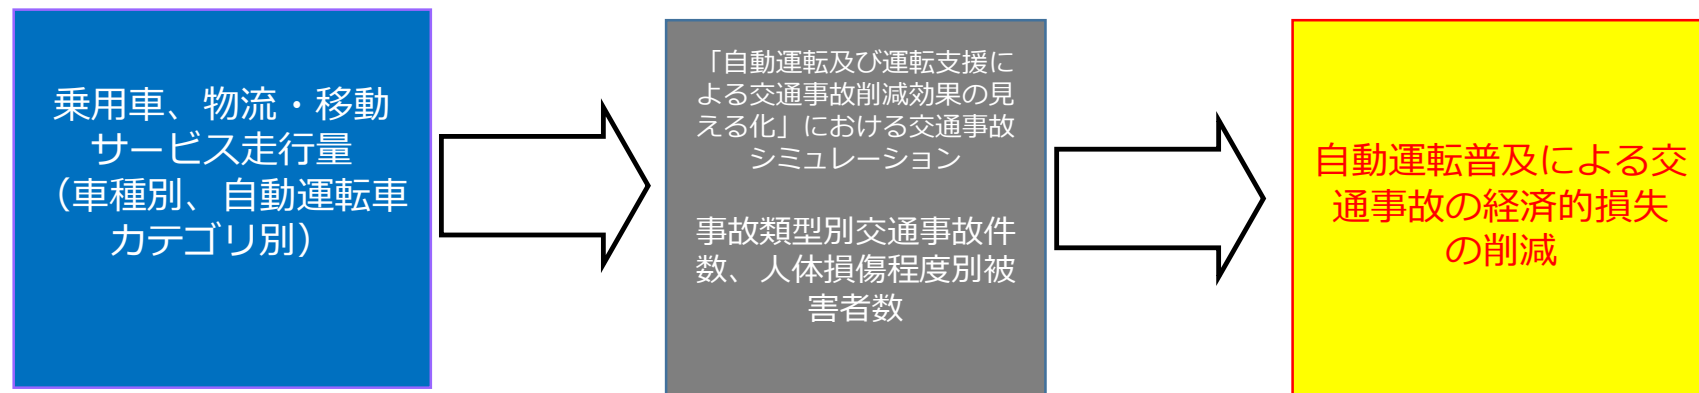 乗用車、物流・移動
サービス走行量
（車種別、自動運転車
カテゴリ別）
「自動運転及び運転支援に
よる交通事故削減効果の見
える化」における交通事故
シミュレーション
事故類型別交通事故件
数、人体損傷程度別被
害者数
自動運転普及による交
通事故の経済的損失
の削減